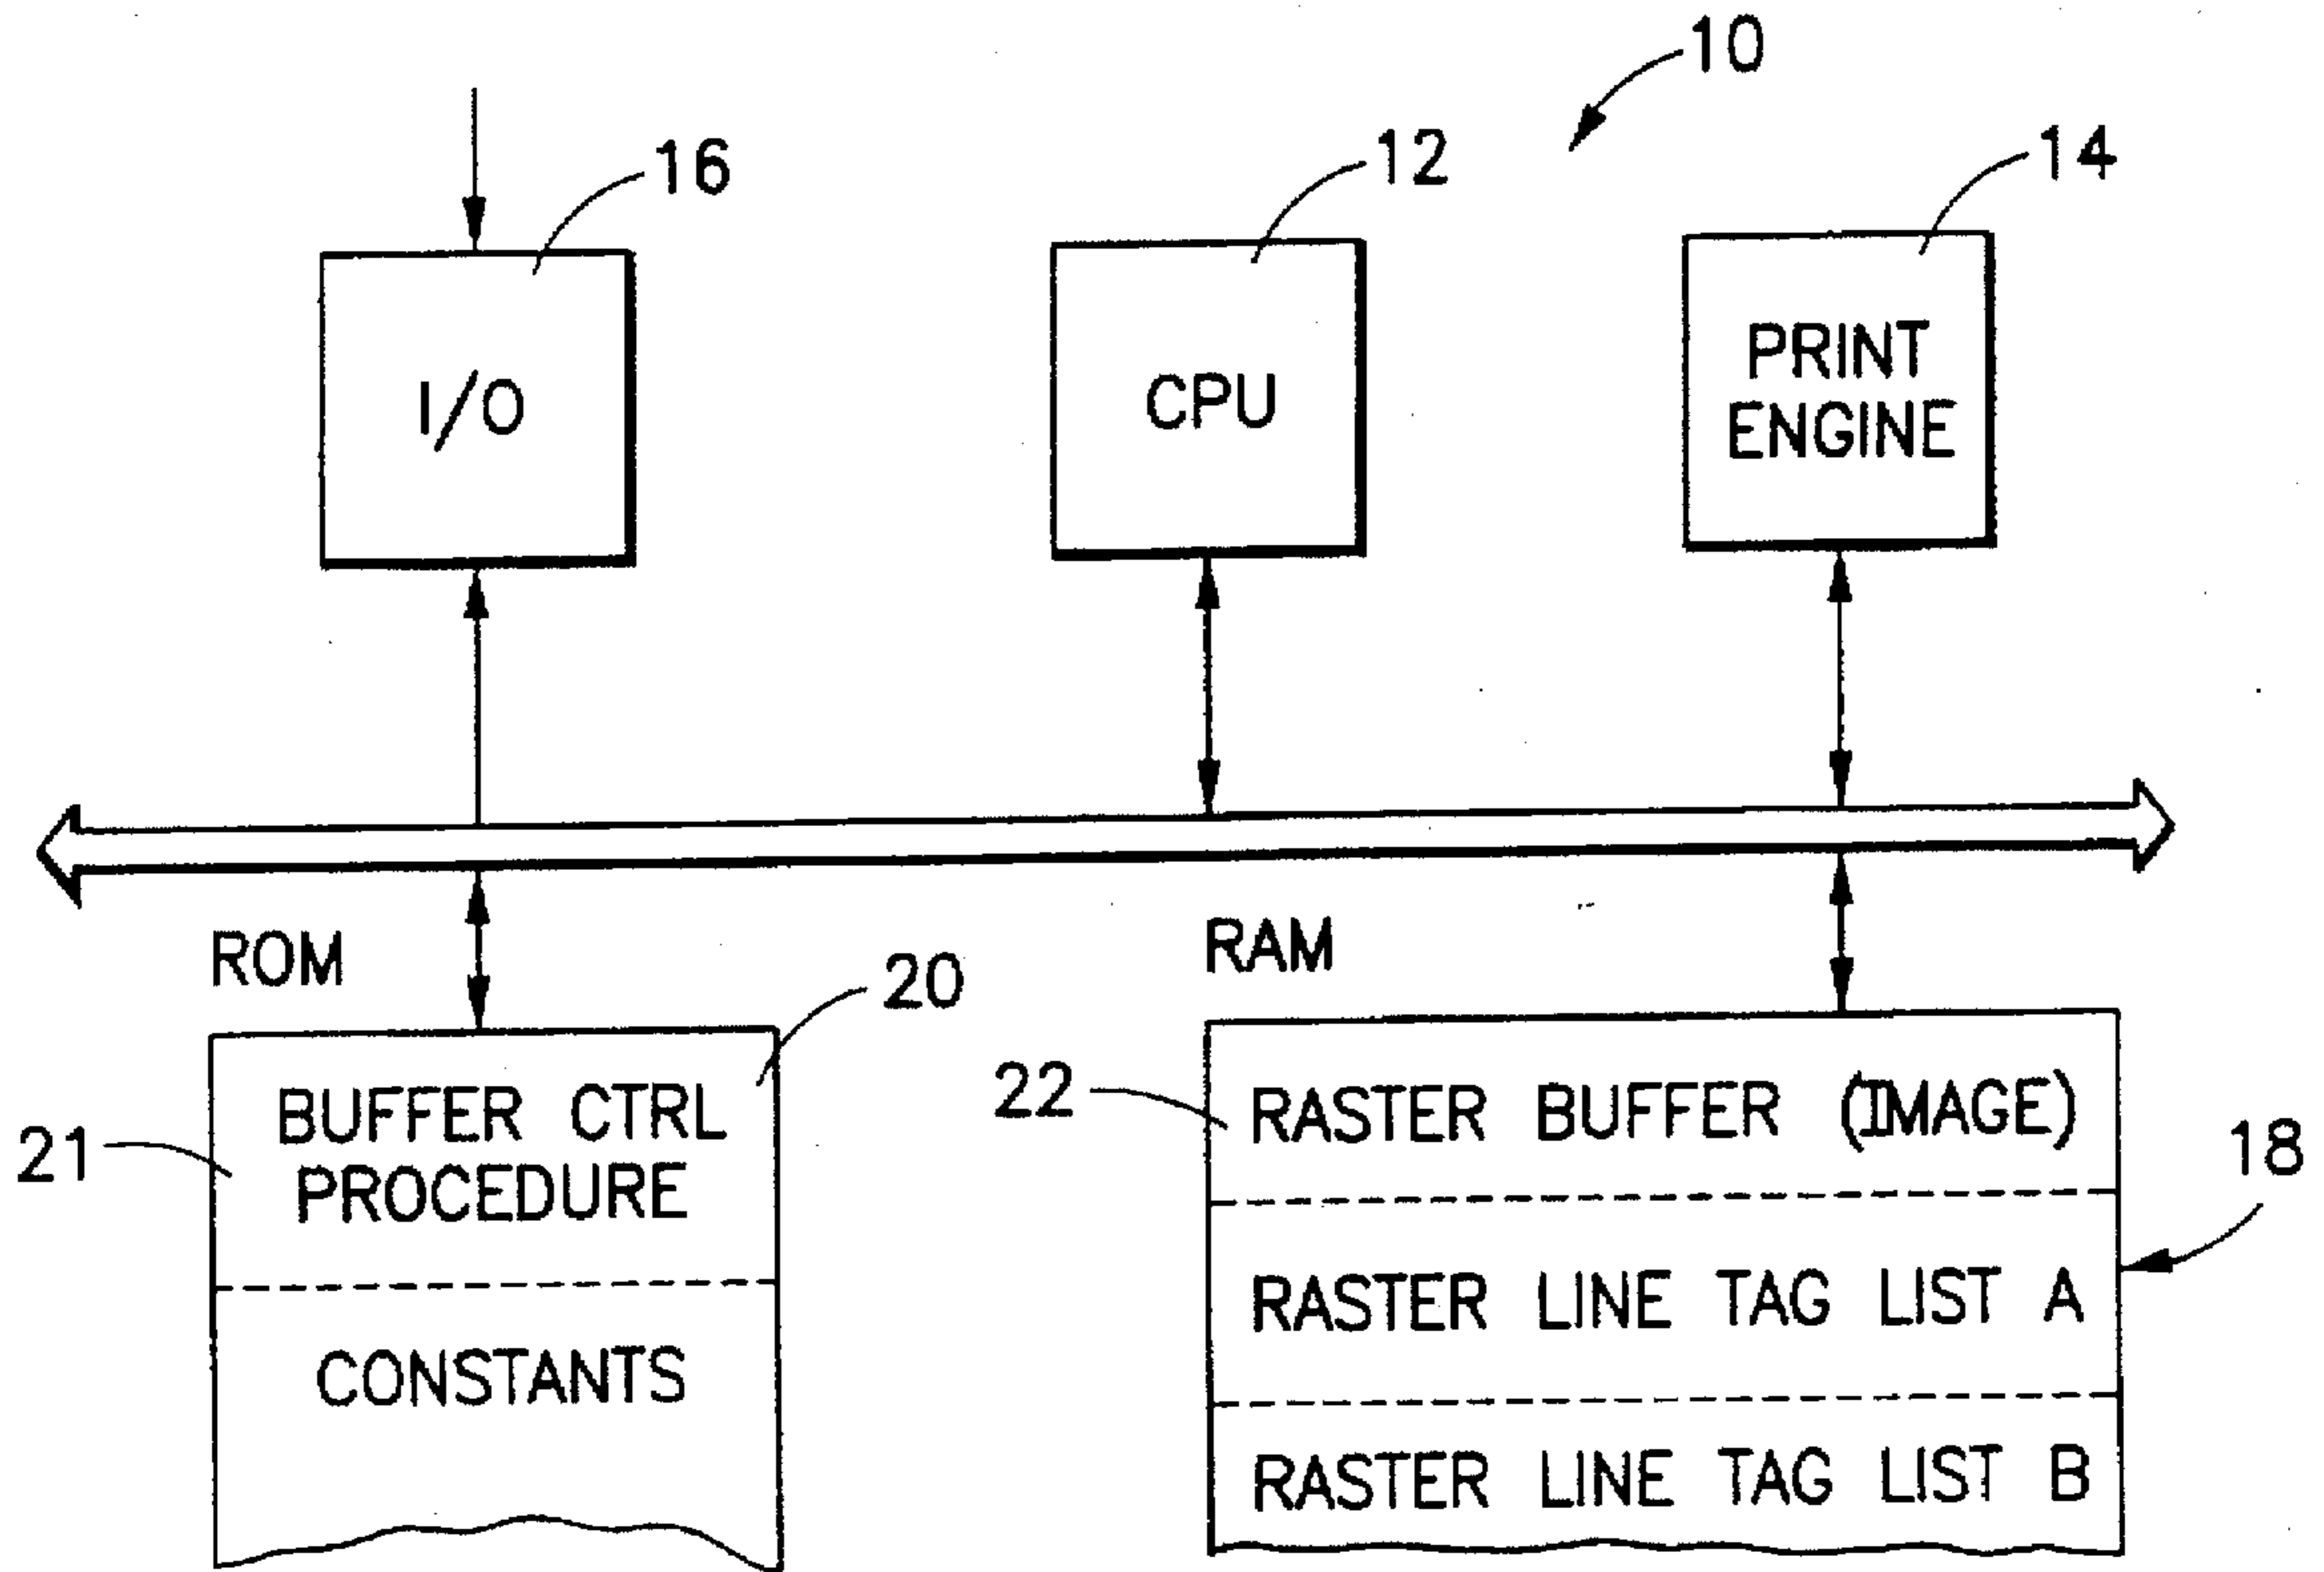 10
16
12
14
I/O
CPU
PRINT
ENGINE
ROM
RAM
20
22
21
BUFFER CTRL
PROCEDURE
CONSTANTS
RASTER BUFFER (IMAGE)
18
RASTER LINE TAG LIST A
RASTER LINE TAG LIST B